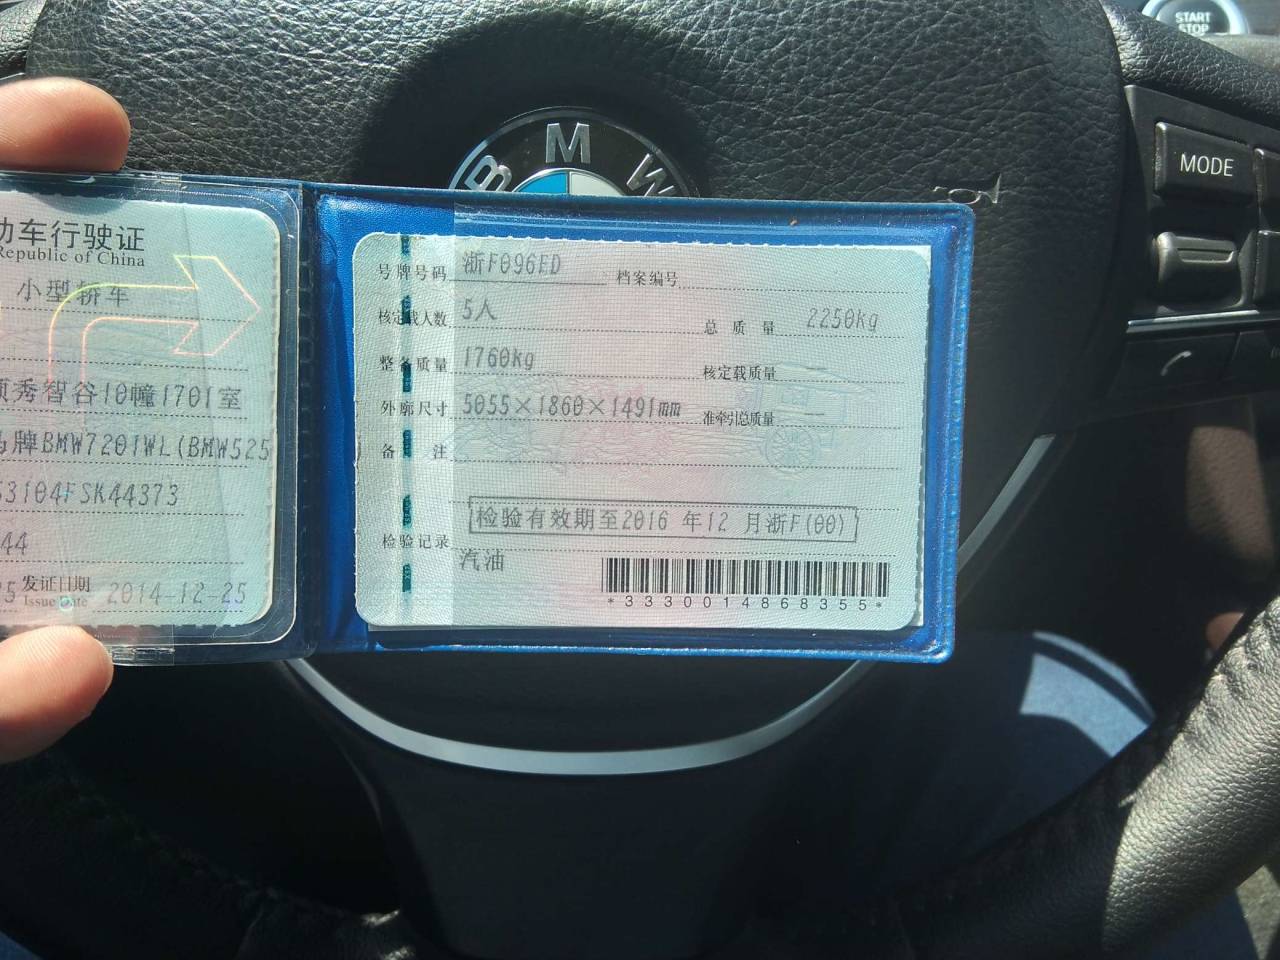 START
STOP
BMW
MODE
动车行驶证
Republic of China
小型轿车
秀智谷10幢1701室
马牌BMW7201WL(BMW525
53104FSK44373
44
发证日期
Issue Date
2014-12-25
号牌号码 浙F096ED 档案编号
核定载人数 5人 总质量 2250kg
整备质量 1760kg 核定载质量 —
外廓尺寸 5055×1860×1491mm 准牵引总质量 —
备注
检验有效期至2016 年12 月浙F(00)
检验记录
汽油
*3330014868355*